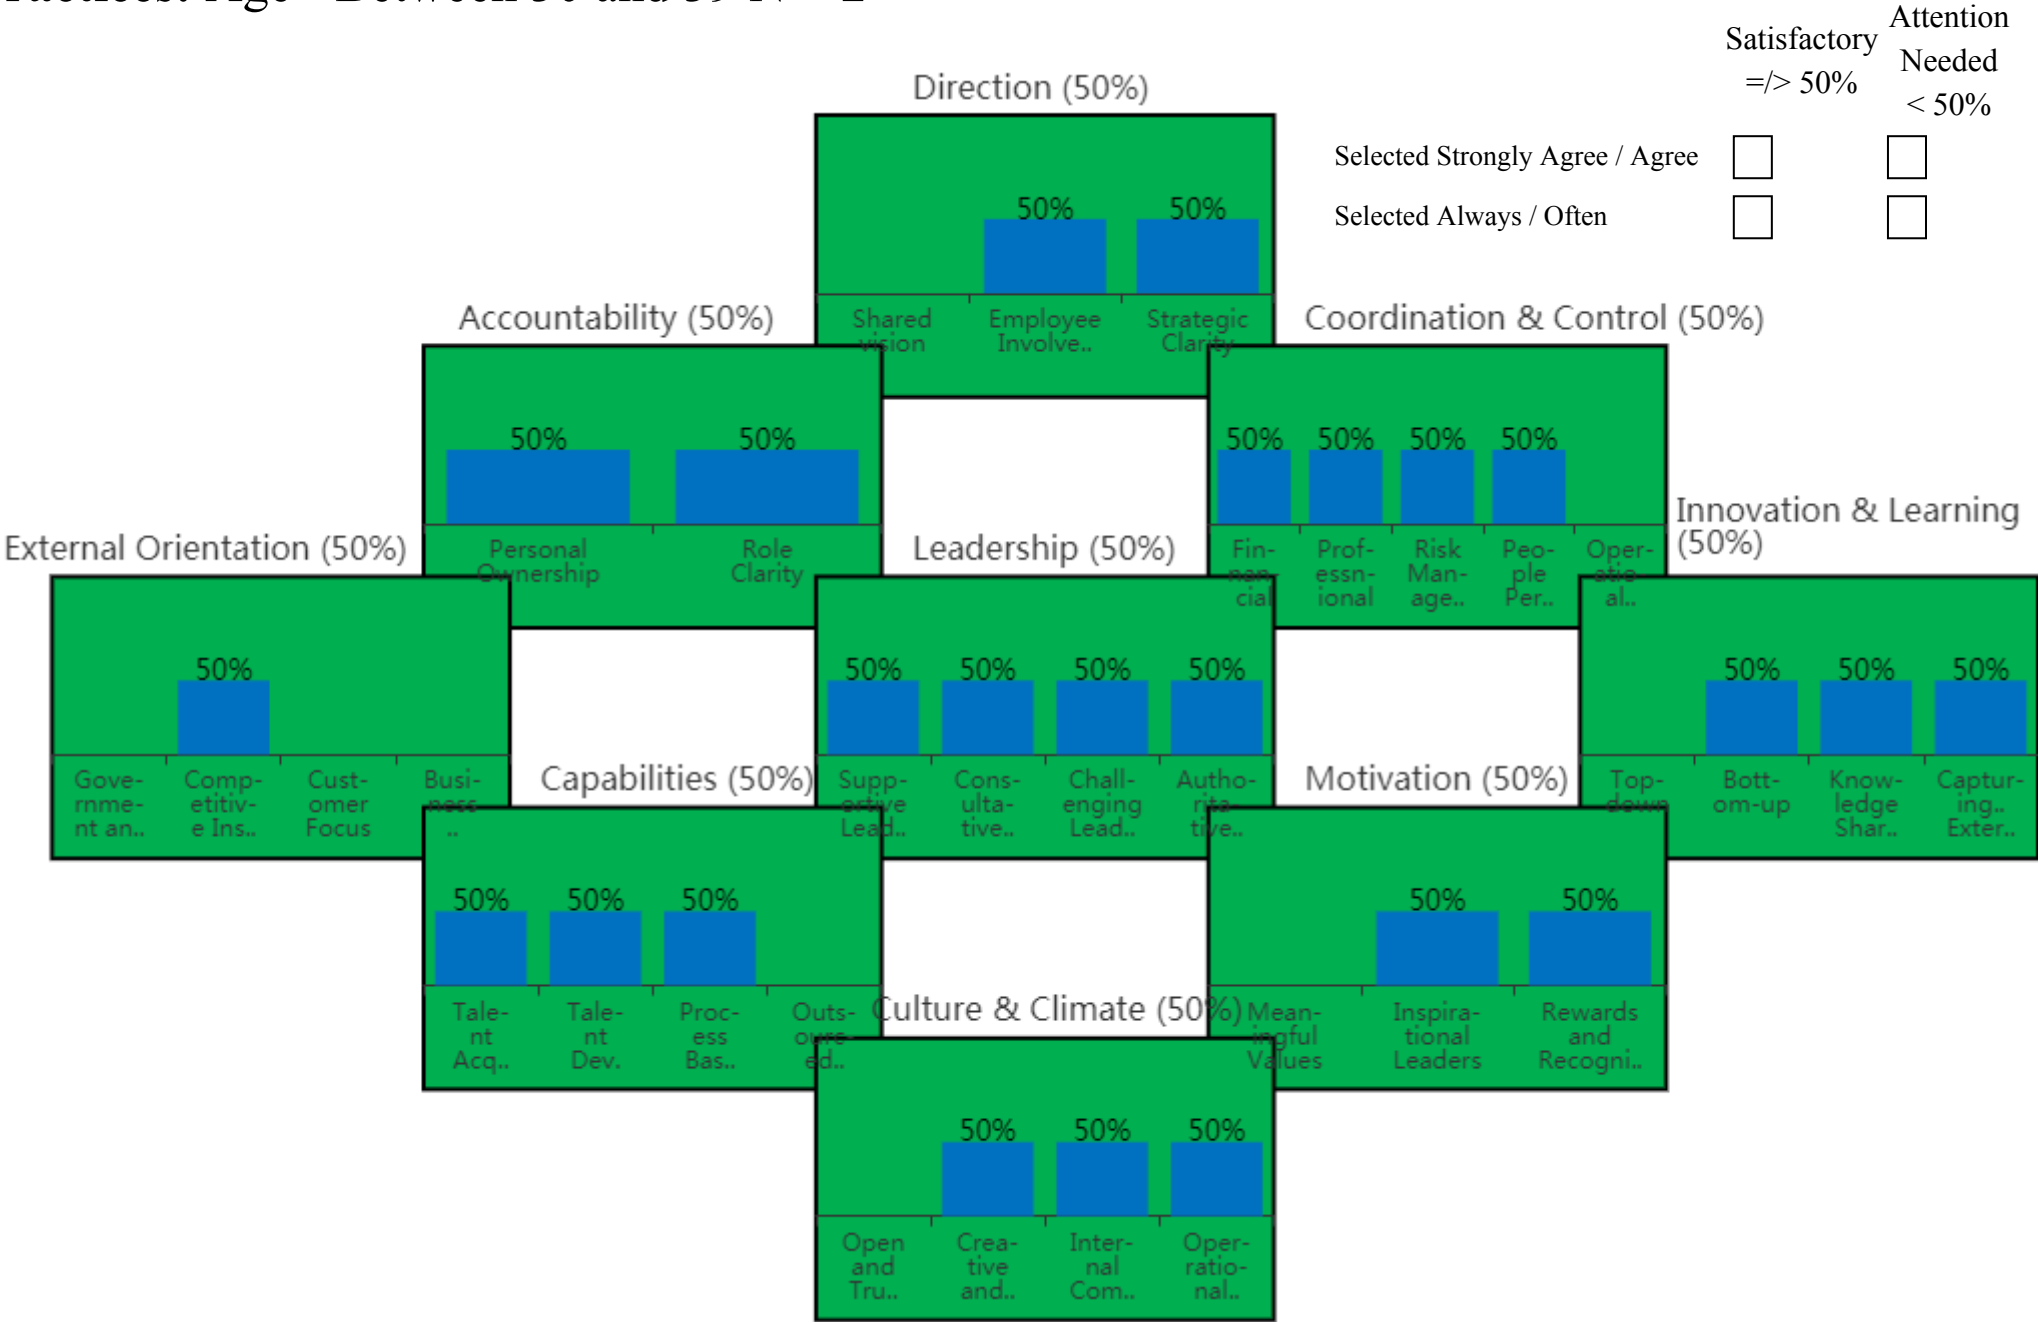 Age
Between 30 and 39 N =
Satisfactory
=/> 50%
Attention
Needed
< 50%
Selected Strongly Agree / Agree
Selected Always / Often
Direction (50%)
50%
50%
Shared
vision
Employee
Involve..
Strategic
Clarity
Accountability (50%)
50%
50%
Personal
Ownership
Role
Clarity
Coordination & Control (50%)
50%
50%
50%
50%
Fin-
nan-
cial
Prof-
essn-
ional
Risk
Man-
age..
Peo-
ple
Per..
Oper-
atio-
al..
External Orientation (50%)
50%
Gove-
rnme-
nt an..
Comp-
etitiv-
e Ins..
Cust-
omer
Focus
Busi-
ness
..
Leadership (50%)
50%
50%
50%
50%
Supp-
ortive
Lead..
Cons-
ulta-
tive..
Chall-
enging
Lead..
Autho-
rita-
tive..
Innovation & Learning
(50%)
50%
50%
50%
Top-
down
Bott-
om-up
Know-
ledge
Shar..
Captur-
ing..
Exter..
Capabilities (50%)
50%
50%
50%
Tale-
nt
Acq..
Tale-
nt
Dev.
Proc-
ess
Bas..
Outs-
ourc-
ed..
Motivation (50%)
50%
50%
Mean-
ingful
Values
Inspira-
tional
Leaders
Rewards
and
Recogni..
Culture & Climate (50%)
50%
50%
50%
Open
and
Tru..
Crea-
tive
and..
Inter-
nal
Com..
Oper-
ratio-
nal..